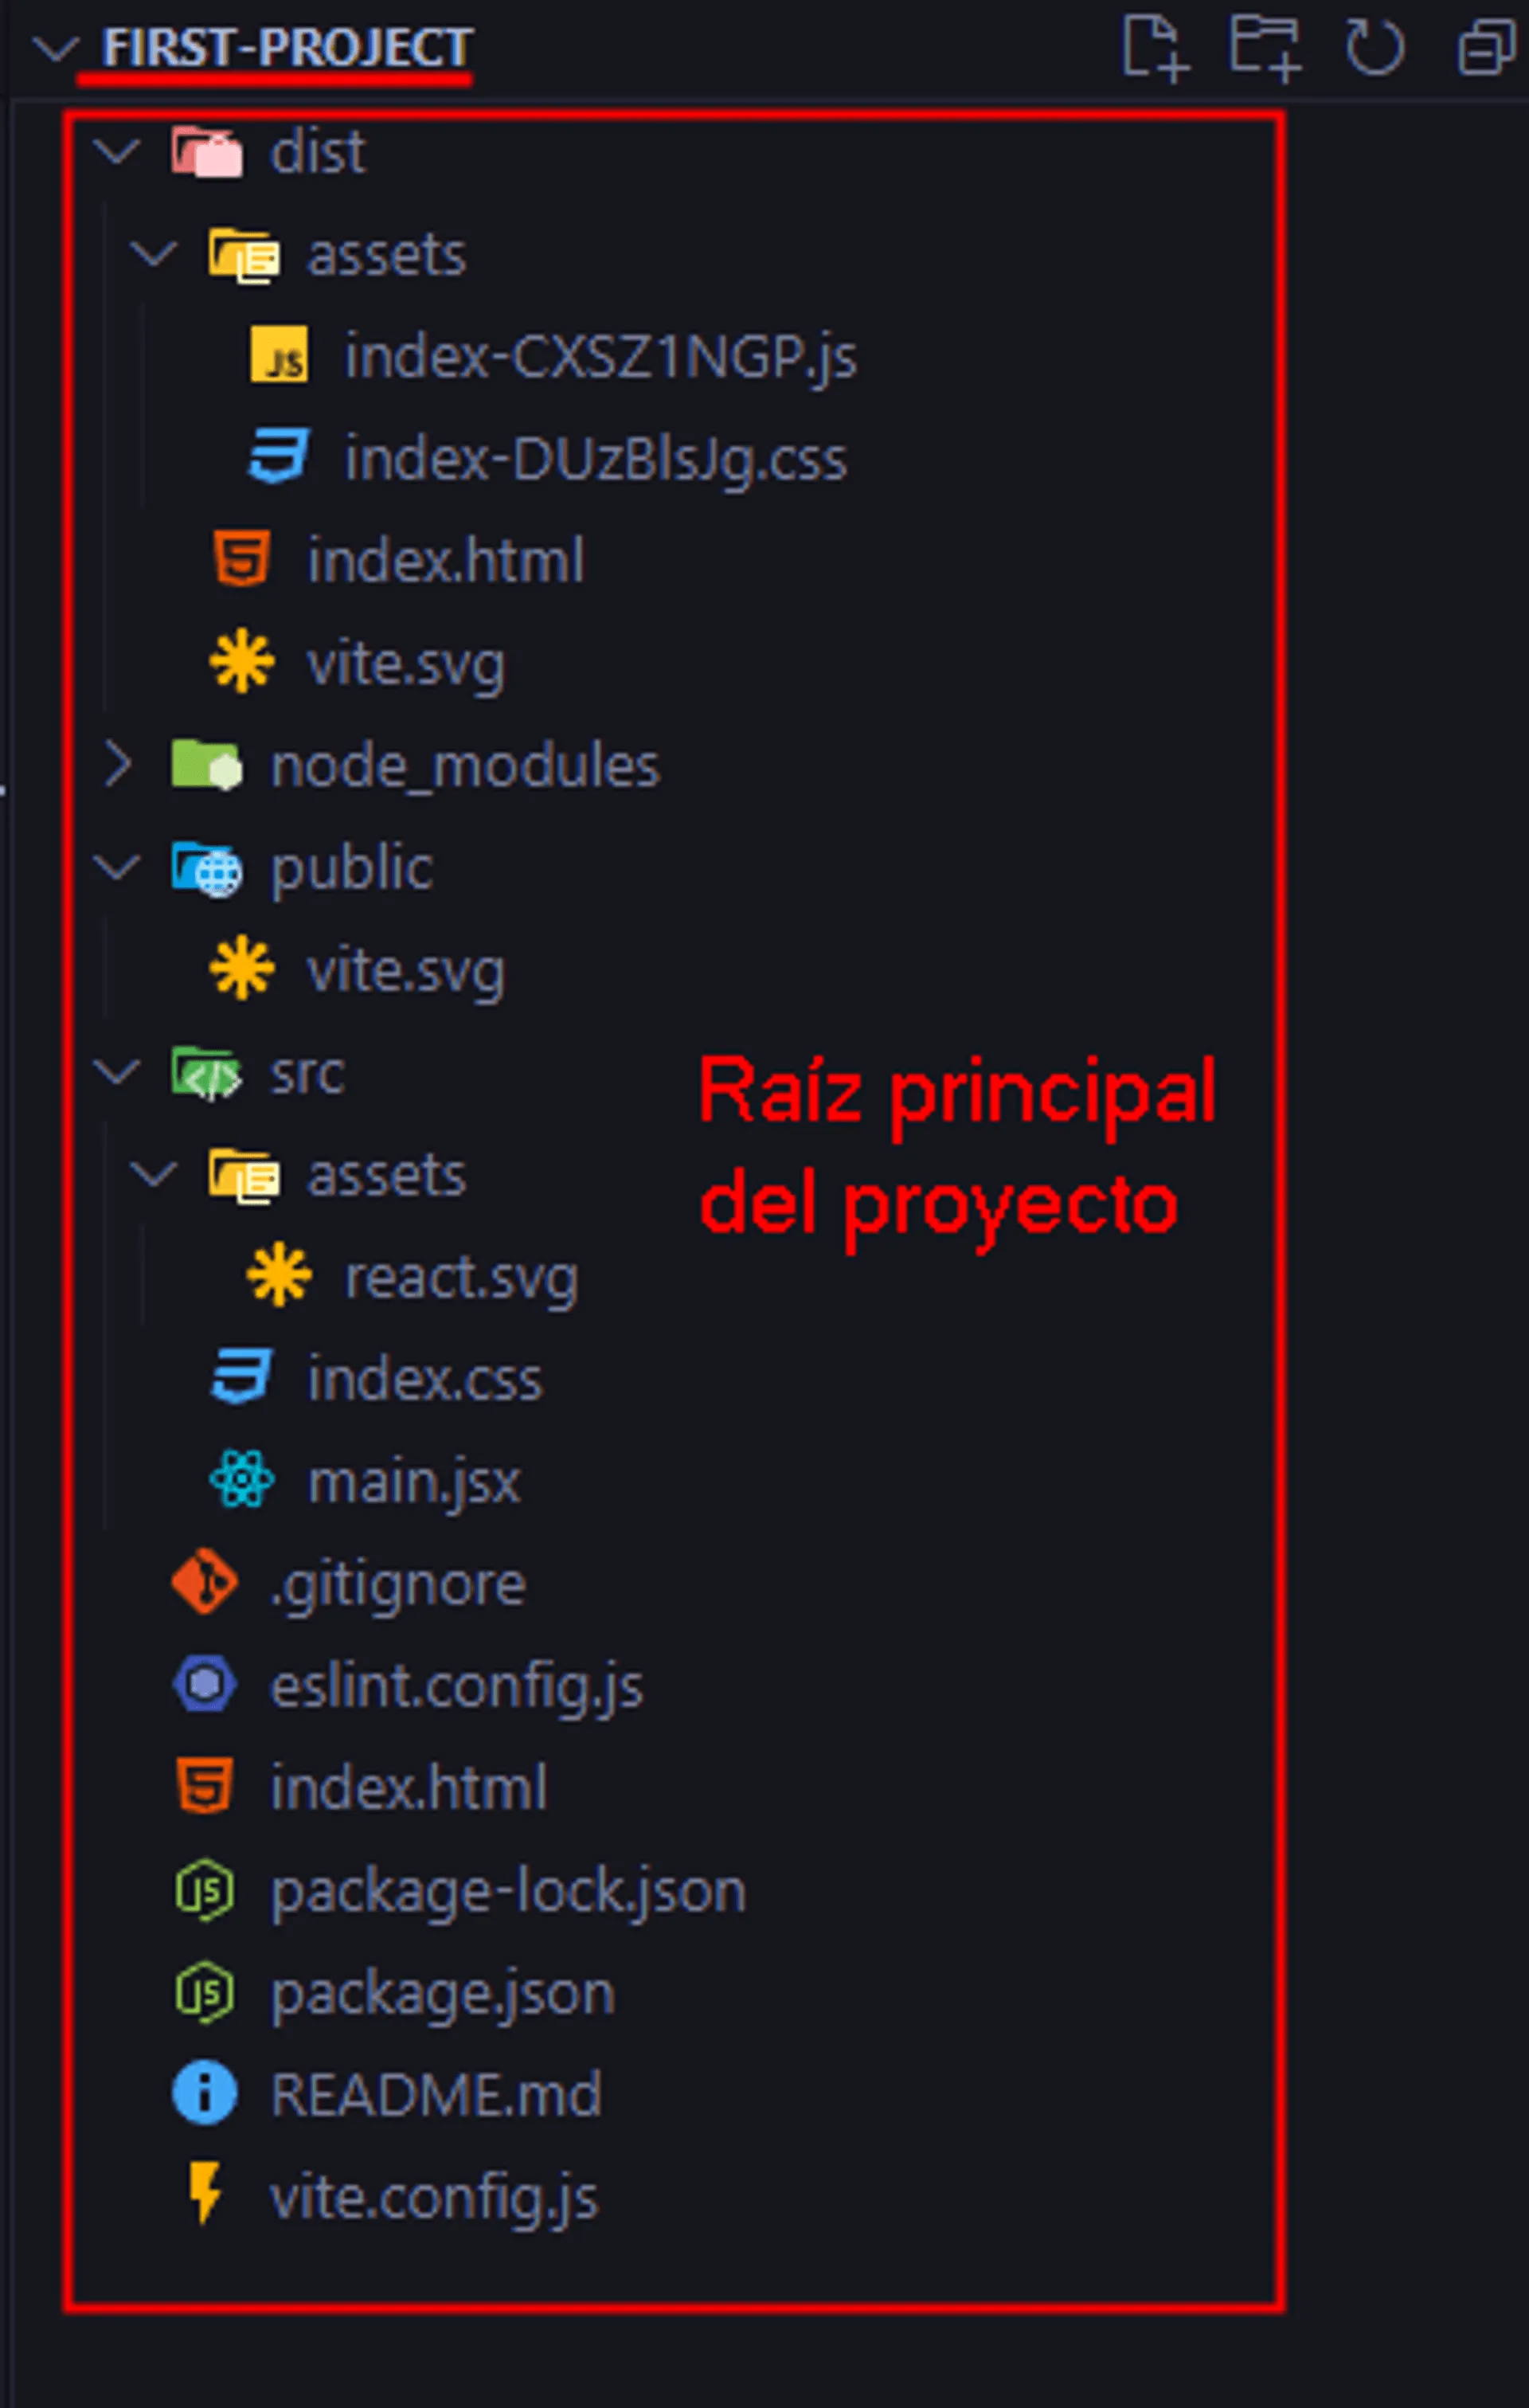 FIRST-PROJECT
dist
assets
JS index-CXSZ1NGP.js
index-DUzBlsJg.css
index.html
vite.svg
node_modules
public
vite.svg
src
Raíz principal
del proyecto
assets
react.svg
index.css
main.jsx
.gitignore
eslint.config.js
index.html
package-lock.json
package.json
README.md
vite.config.js